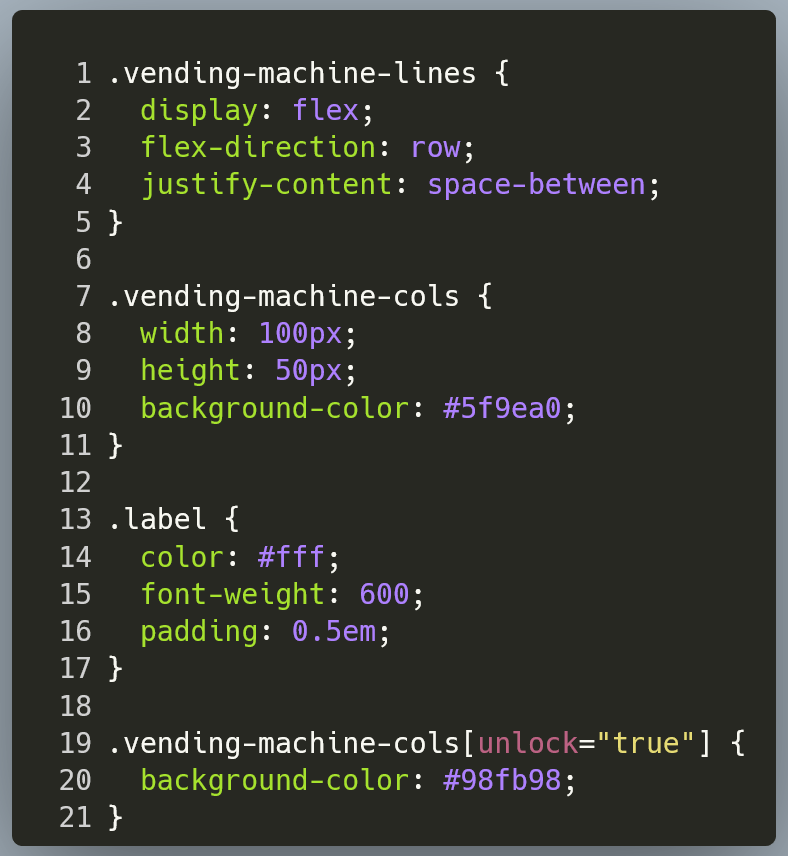 1 .vending-machine-lines {
2   display: flex;
3   flex-direction: row;
4   justify-content: space-between;
5 }
6
7 .vending-machine-cols {
8   width: 100px;
9   height: 50px;
10   background-color: #5f9ea0;
11 }
12
13 .label {
14   color: #fff;
15   font-weight: 600;
16   padding: 0.5em;
17 }
18
19 .vending-machine-cols[unlock="true"] {
20   background-color: #98fb98;
21 }